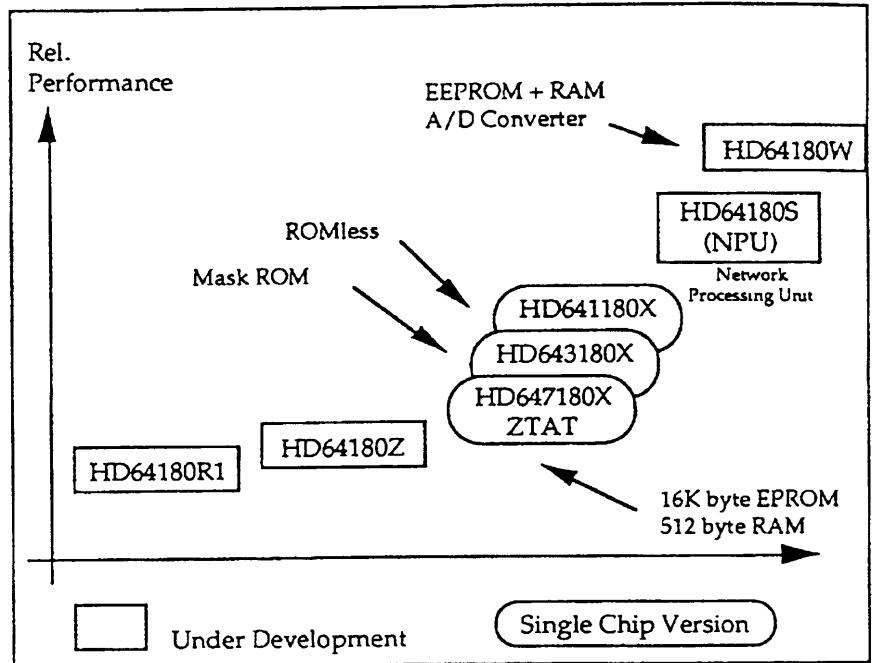 Rel.
Performance
EEPROM + RAM
A/D Converter
HD64180W
HD64180S
(NPU)
Network
Processing Unit
ROMless
Mask ROM
HD641180X
HD643180X
HD647180X
ZTAT
HD64180Z
HD64180R1
16K byte EPROM
512 byte RAM
Under Development
Single Chip Version